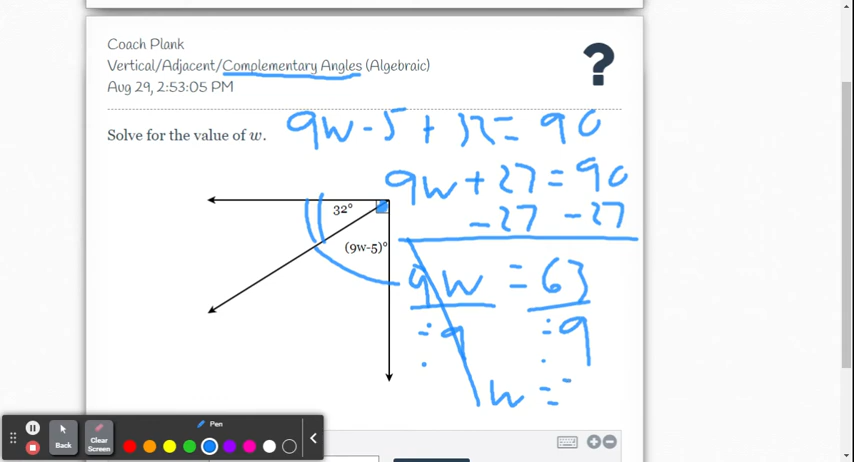 Coach Plank
Vertical/Adjacent/Complementary Angles (Algebraic)
Aug 29, 2:53:05 PM
?
Solve for the value of w.
9w - 5 + 32 = 90
9w + 27 = 90
- 27 - 27
32°
(9w-5)°
9w = 63
÷9 ÷9
w =
Pen
Back
Clear Screen